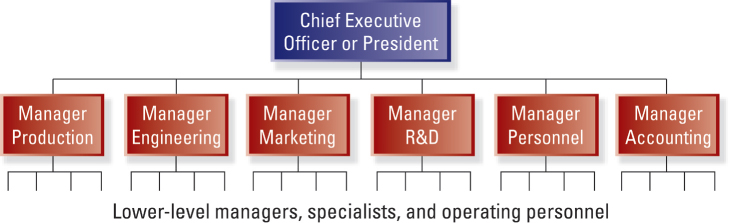 Chief Executive
Officer or President
Manager
Production
Manager
Engineering
Manager
Marketing
Manager
R&D
Manager
Personnel
Manager
Accounting
Lower-level managers, specialists, and operating personnel